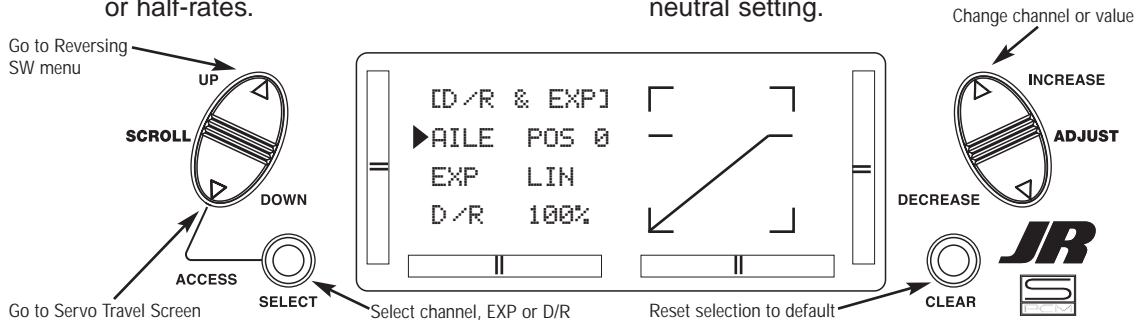 or half-rates.
neutral setting.
Change channel or value
Go to Reversing
SW menu
UP
INCREASE
[D/R & EXP]
▶AILE POS 0
SCROLL
ADJUST
EXP LIN
D/R 100%
DOWN
DECREASE
JR
ACCESS
SELECT
CLEAR
S
PCM
Go to Servo Travel Screen
Select channel, EXP or D/R
Reset selection to default